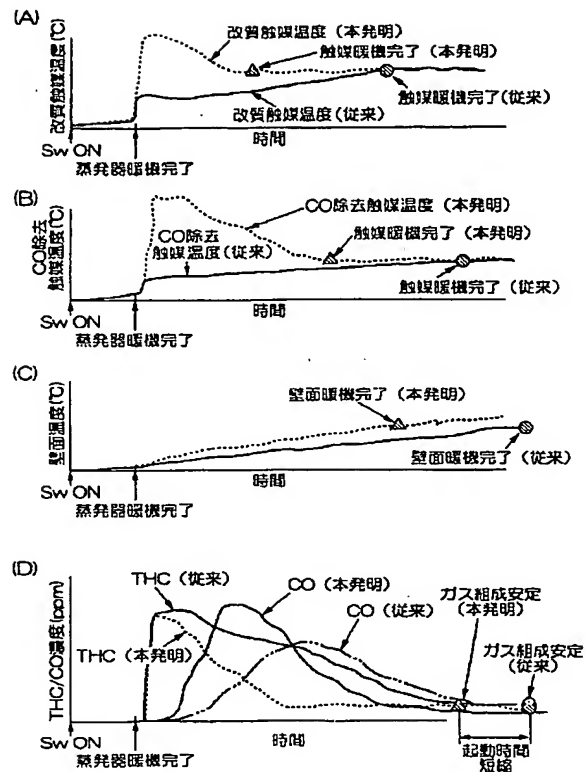 (A)
改質触媒温度(℃)
改質触媒温度(本発明)
触媒暖機完了(本発明)
触媒暖機完了(従来)
改質触媒温度(従来)
時間
Sw ON
蒸発器暖機完了
(B)
CO除去
触媒温度(℃)
CO除去触媒温度(本発明)
CO除去
触媒温度(従来)
触媒暖機完了(本発明)
触媒暖機完了(従来)
時間
Sw ON
蒸発器暖機完了
(C)
壁面温度(℃)
壁面暖機完了(本発明)
壁面暖機完了(従来)
時間
Sw ON
蒸発器暖機完了
(D)
THC/CO濃度(ppm)
THC(従来)
CO(本発明)
CO(従来)
THC(本発明)
ガス組成安定
(本発明)
ガス組成安定
(従来)
時間
起動時間
短縮
Sw ON
蒸発器暖機完了